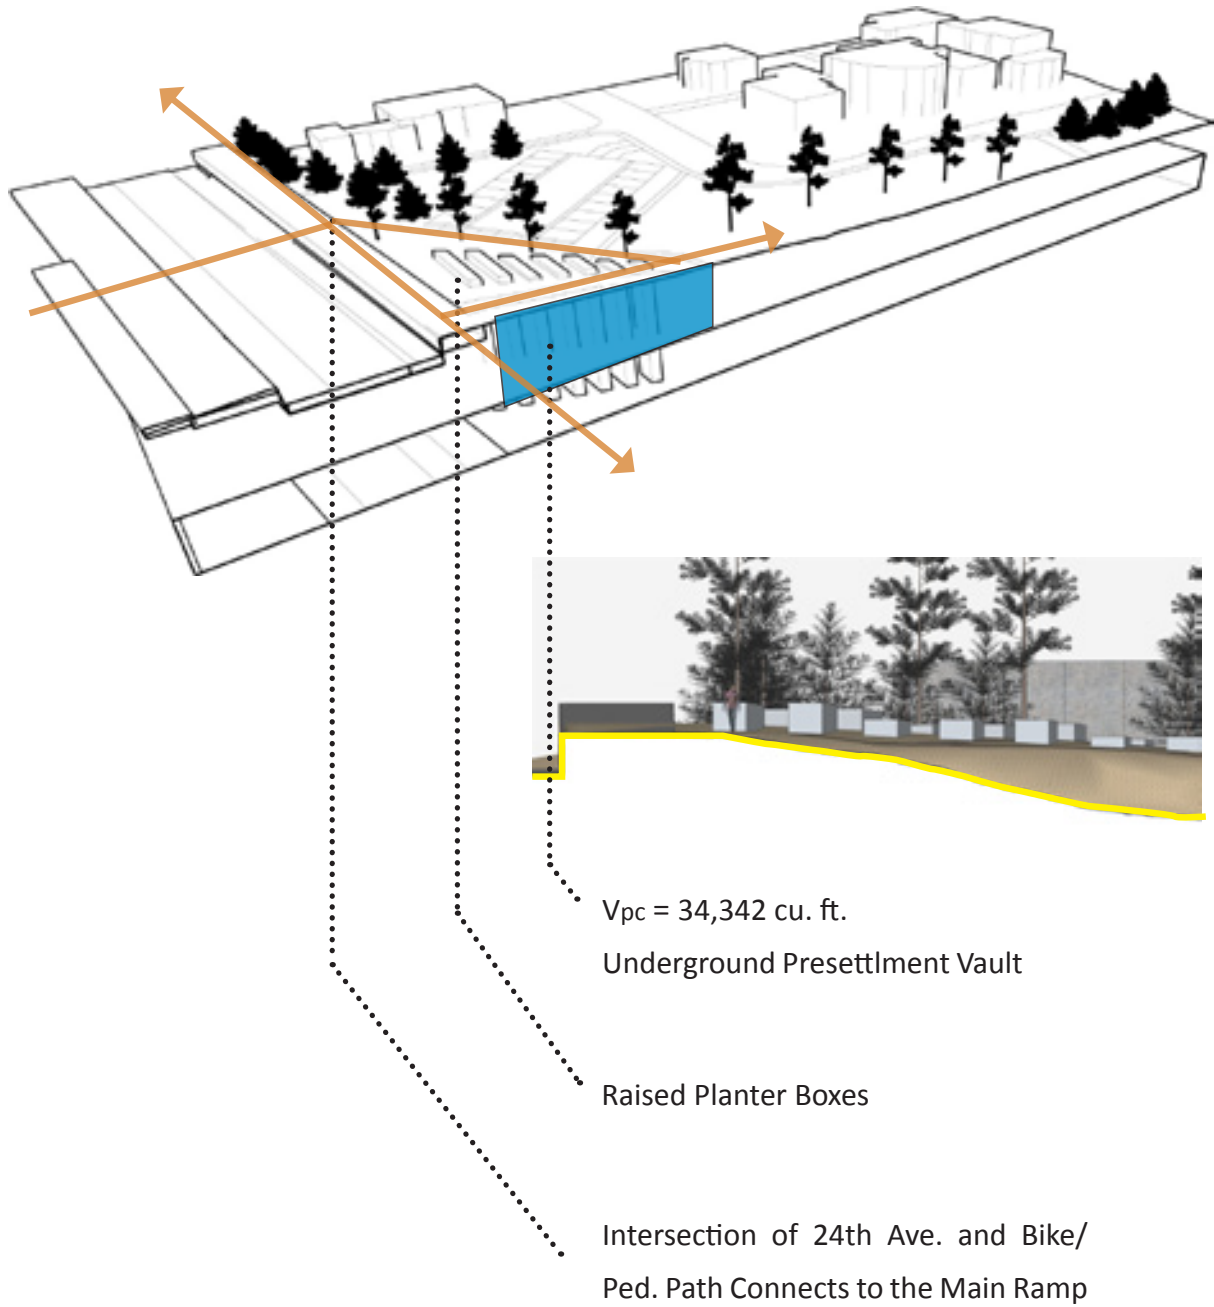 Vpc = 34,342 cu. ft.
Underground Presettlment Vault
Raised Planter Boxes
Intersection of 24th Ave. and Bike/
Ped. Path Connects to the Main Ramp